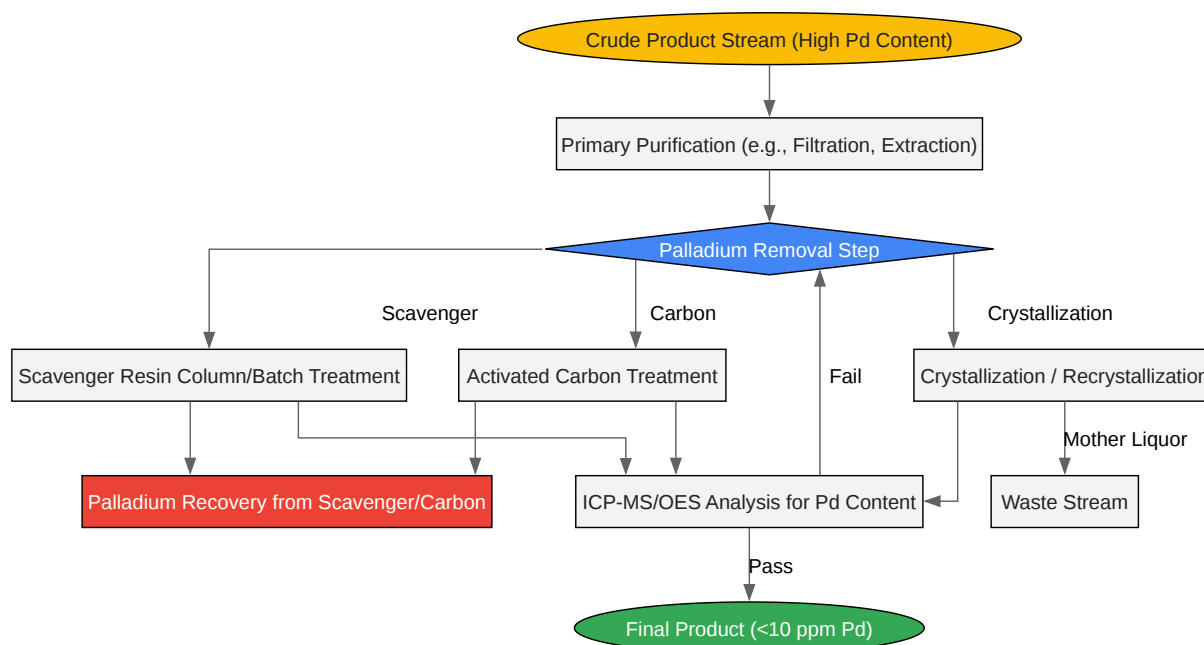 Crude Product Stream (High Pd Content)
Primary Purification (e.g., Filtration, Extraction)
Palladium Removal Step
Scavenger
Carbon
Crystallization
Scavenger Resin Column/Batch Treatment
Activated Carbon Treatment
Fail
Crystallization / Recrystallization
Mother Liquor
Palladium Recovery from Scavenger/Carbon
ICP-MS/OES Analysis for Pd Content
Waste Stream
Pass
Final Product (<10 ppm Pd)